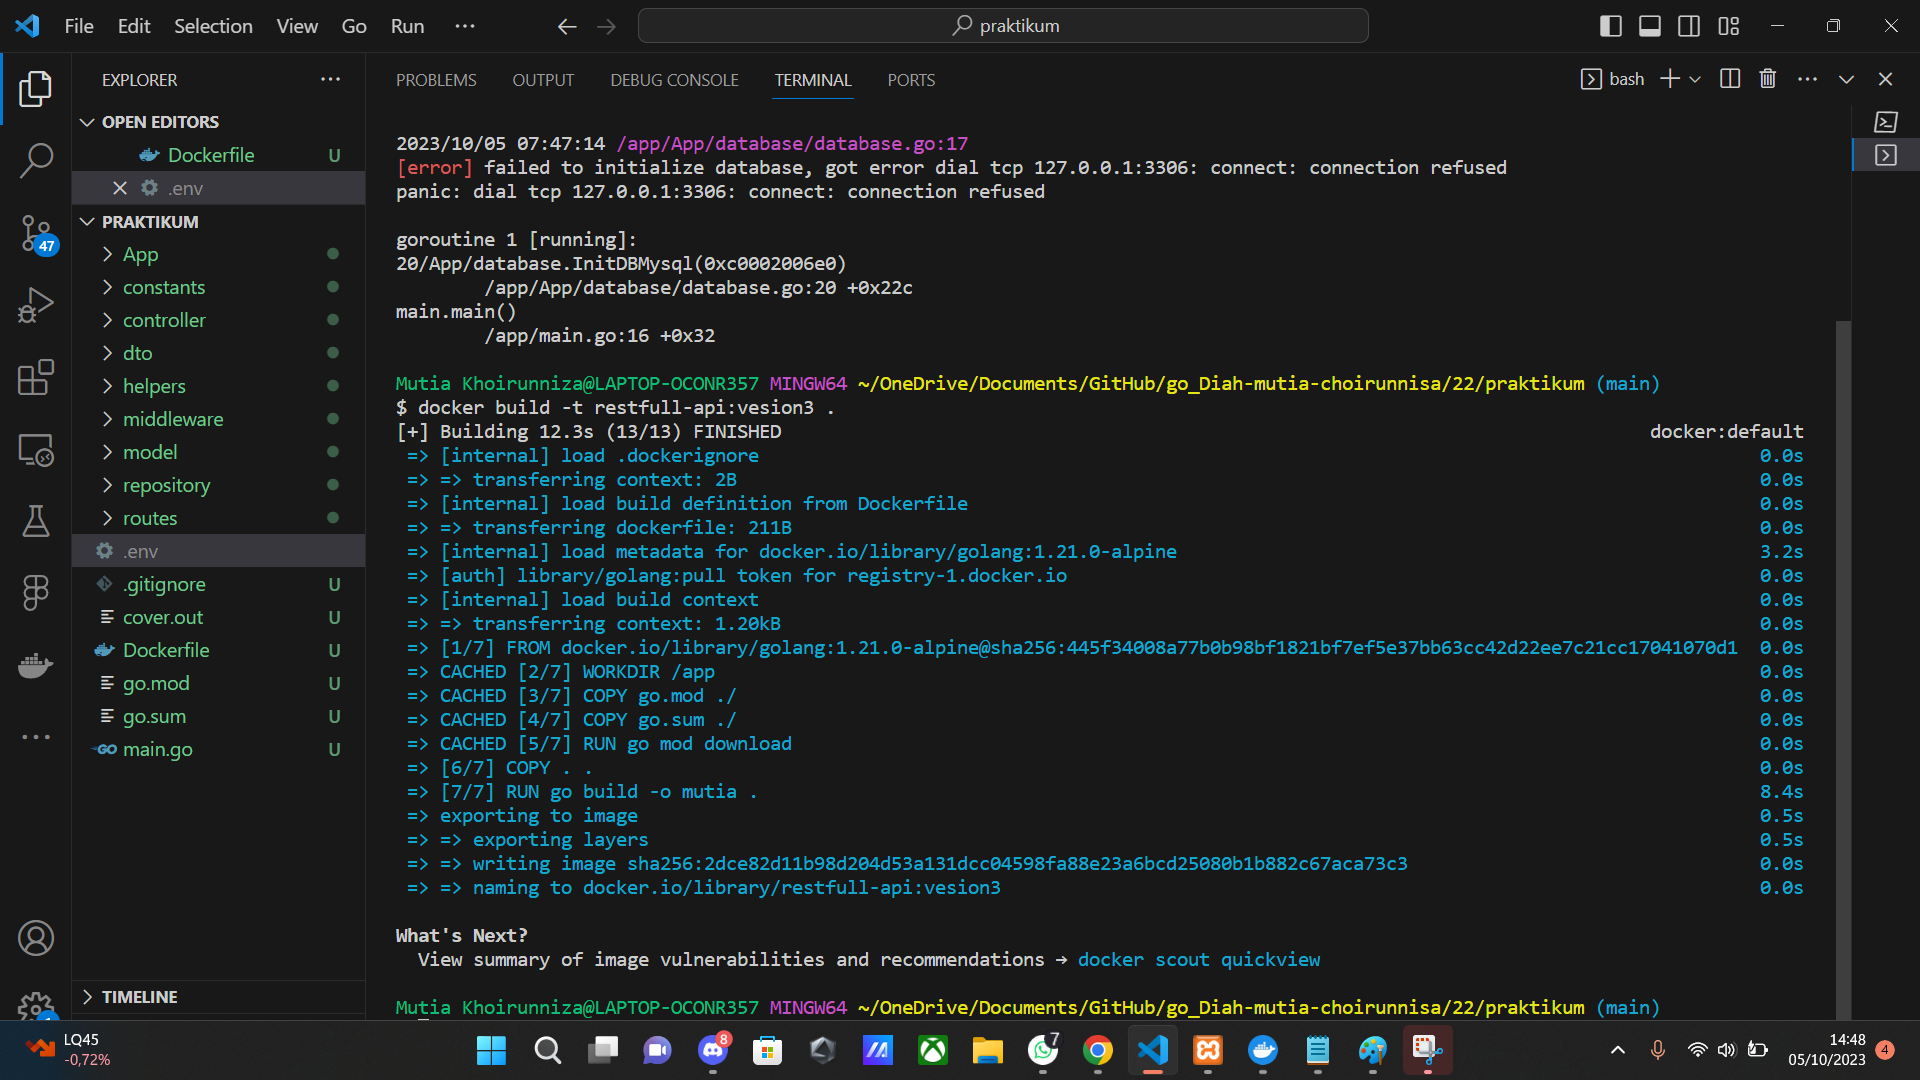 File Edit Selection View Go Run ··· praktikum
EXPLORER ···
OPEN EDITORS
Dockerfile U
.env
PRAKTIKUM
App
constants
controller
dto
helpers
middleware
model
repository
routes
.env
.gitignore U
cover.out U
Dockerfile U
go.mod U
go.sum U
main.go U
TIMELINE
47
PROBLEMS OUTPUT DEBUG CONSOLE TERMINAL PORTS bash
2023/10/05 07:47:14 /app/App/database/database.go:17
[error] failed to initialize database, got error dial tcp 127.0.0.1:3306: connect: connection refused
panic: dial tcp 127.0.0.1:3306: connect: connection refused
goroutine 1 [running]:
20/App/database.InitDBMysql(0xc0002006e0)
/app/App/database/database.go:20 +0x22c
main.main()
/app/main.go:16 +0x32
Mutia Khoirunniza@LAPTOP-OCONR357 MINGW64 ~/OneDrive/Documents/GitHub/go_Diah-mutia-choirunnisa/22/praktikum (main)
$ docker build -t restfull-api:vesion3 .
[+] Building 12.3s (13/13) FINISHED docker:default
=> [internal] load .dockerignore 0.0s
=> => transferring context: 2B 0.0s
=> [internal] load build definition from Dockerfile 0.0s
=> => transferring dockerfile: 211B 0.0s
=> [internal] load metadata for docker.io/library/golang:1.21.0-alpine 3.2s
=> [auth] library/golang:pull token for registry-1.docker.io 0.0s
=> [internal] load build context 0.0s
=> => transferring context: 1.20kB 0.0s
=> [1/7] FROM docker.io/library/golang:1.21.0-alpine@sha256:445f34008a77b0b98bf1821bf7ef5e37bb63cc42d22ee7c21cc17041070d1 0.0s
=> CACHED [2/7] WORKDIR /app 0.0s
=> CACHED [3/7] COPY go.mod ./ 0.0s
=> CACHED [4/7] COPY go.sum ./ 0.0s
=> CACHED [5/7] RUN go mod download 0.0s
=> [6/7] COPY . . 0.0s
=> [7/7] RUN go build -o mutia . 8.4s
=> exporting to image 0.5s
=> => exporting layers 0.5s
=> => writing image sha256:2dce82d11b98d204d53a131dcc04598fa88e23a6bcd25080b1b882c67aca73c3 0.0s
=> => naming to docker.io/library/restfull-api:vesion3 0.0s
What's Next?
View summary of image vulnerabilities and recommendations → docker scout quickview
Mutia Khoirunniza@LAPTOP-OCONR357 MINGW64 ~/OneDrive/Documents/GitHub/go_Diah-mutia-choirunnisa/22/praktikum (main)
LQ45
-0,72%
8
7
14:48
05/10/2023
4